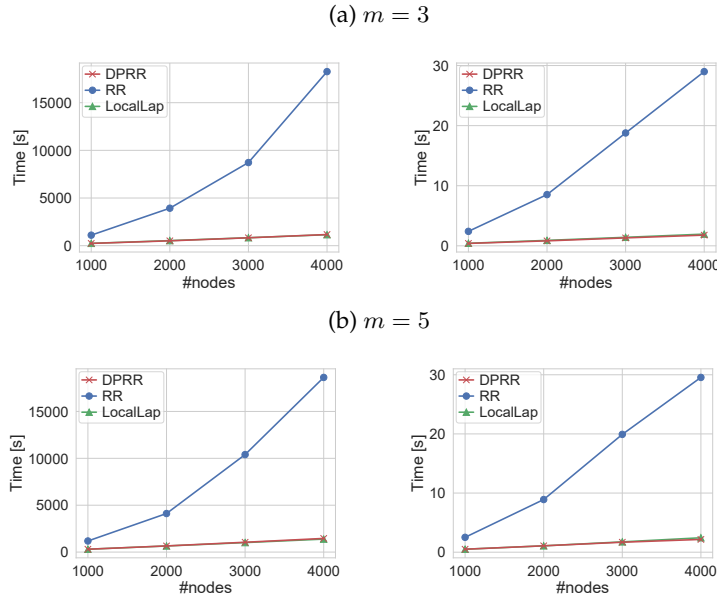 (a) m = 3
DPRR
RR
LocalLap
Time [s]
15000
10000
5000
0
1000 2000 3000 4000
#nodes
DPRR
RR
LocalLap
Time [s]
30
20
10
0
1000 2000 3000 4000
#nodes
(b) m = 5
DPRR
RR
LocalLap
Time [s]
15000
10000
5000
0
1000 2000 3000 4000
#nodes
DPRR
RR
LocalLap
Time [s]
30
20
10
0
1000 2000 3000 4000
#nodes